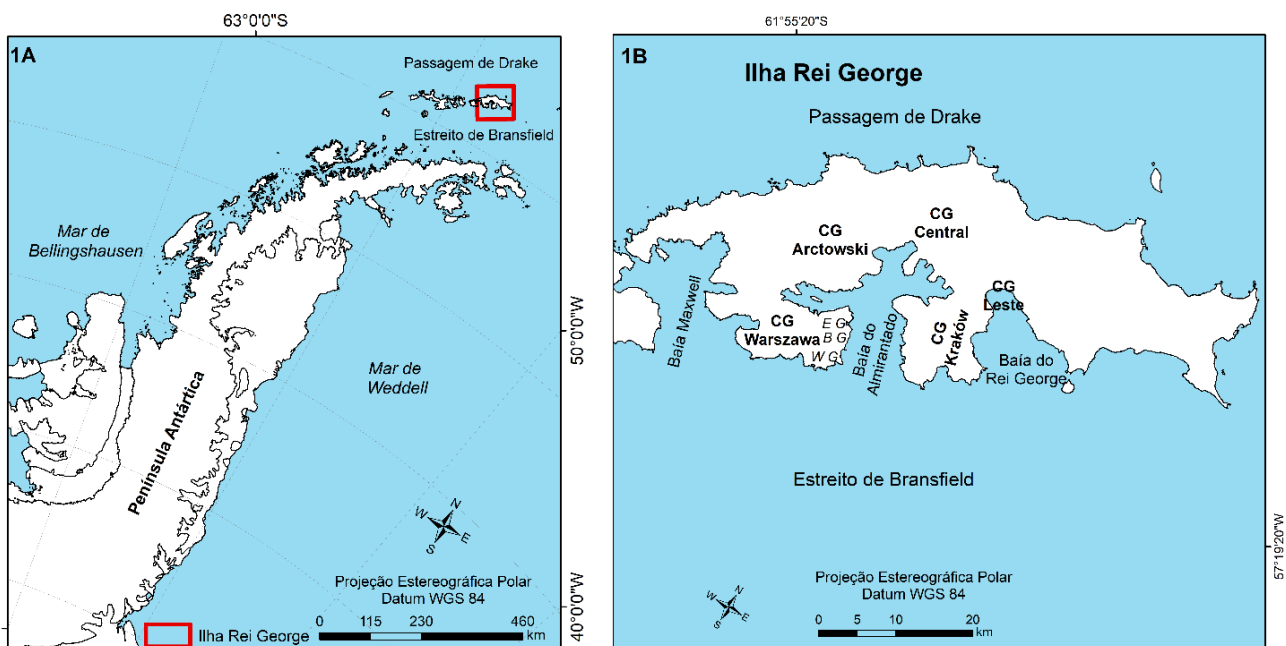 63°0'0"S
1A
Passagem de Drake
Estreito de Bransfield
Mar de
Bellingshausen
Mar de
Weddell
Península Antártica
50°0'0"W
40°0'0"W
N
W
E
S
Projeção Estereográfica Polar
Datum WGS 84
0 115 230 460
km
Ilha Rei George
61°55'20"W
1B
Ilha Rei George
Passagem de Drake
CG
Central
CG
Arctowski
CG
Leste
CG
Warszawa
E G
B G
W G
CG
Kraków
Baía Maxwell
Baía do
Almirantado
Baía do
Rei George
Estreito de Bransfield
57°19'20"W
N
W
E
S
Projeção Estereográfica Polar
Datum WGS 84
0 5 10 20
km